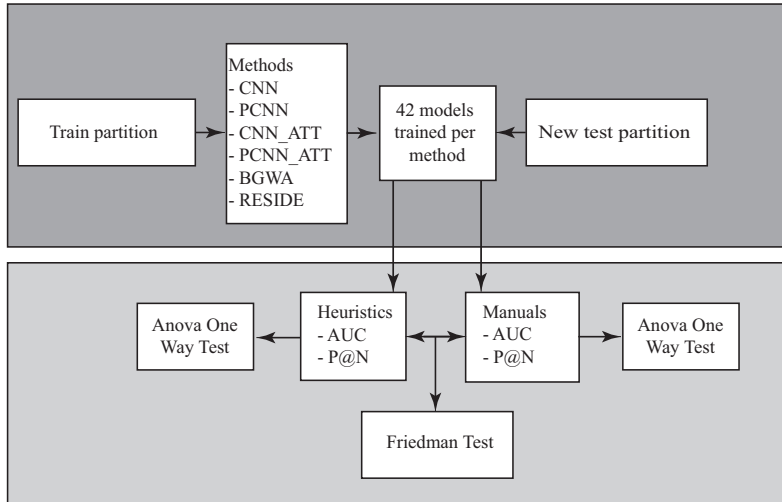 Train partition
Methods
- CNN
- PCNN
- CNN_ATT
- PCNN_ATT
- BGWA
- RESIDE
42 models
trained per
method
New test partition
Anova One
Way Test
Heuristics
- AUC
- P@N
Manuals
- AUC
- P@N
Anova One
Way Test
Friedman Test